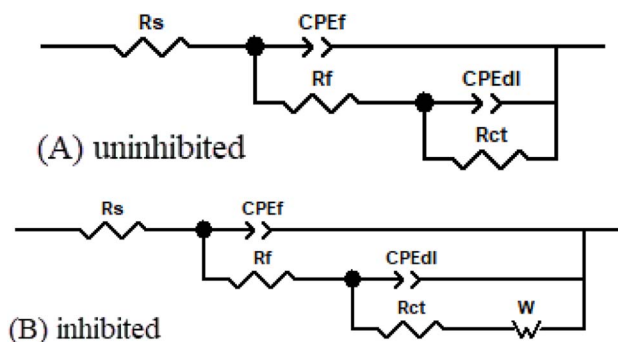 Rs
CPEf
Rf
CPEdl
Rct
(A) uninhibited
Rs
CPEf
Rf
CPEdl
Rct
W
(B) inhibited